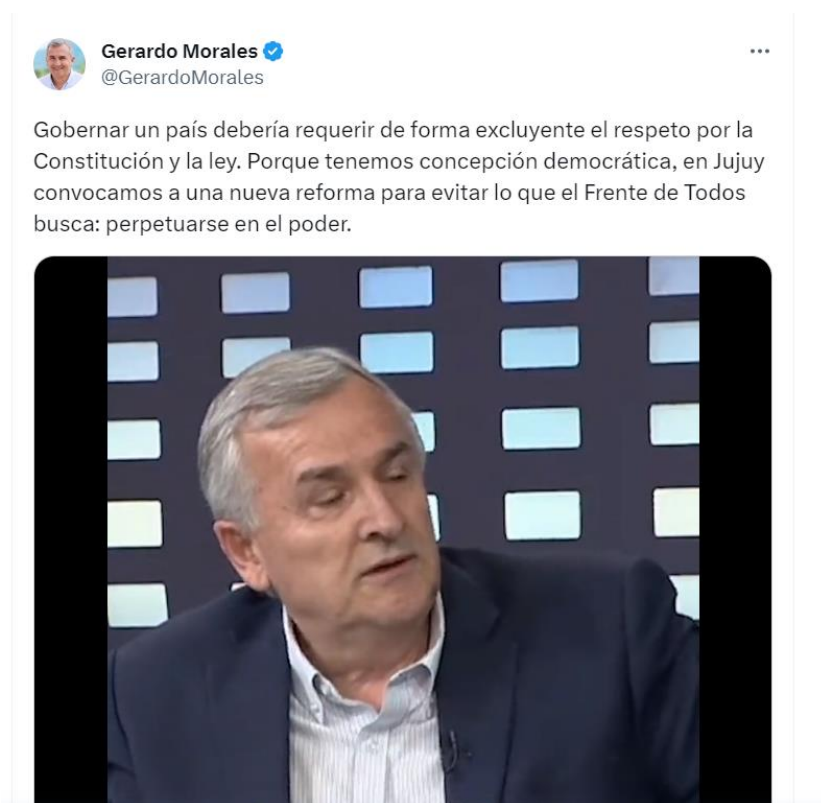 Gerardo Morales
@GerardoMorales
Gobernar un país debería requerir de forma excluyente el respeto por la
Constitución y la ley. Porque tenemos concepción democrática, en Jujuy
convocamos a una nueva reforma para evitar lo que el Frente de Todos
busca: perpetuarse en el poder.